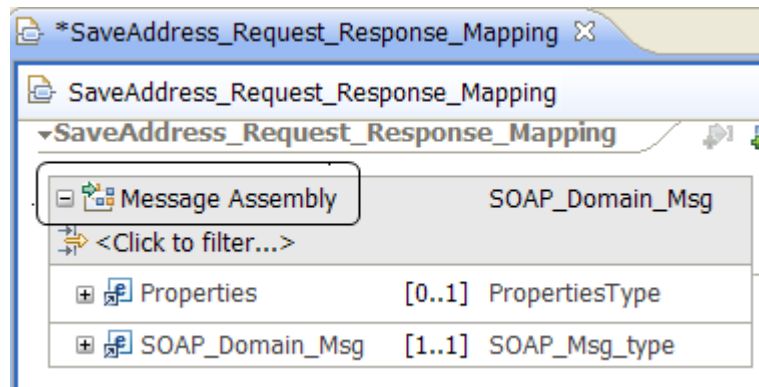 *SaveAddress_Request_Response_Mapping
SaveAddress_Request_Response_Mapping
SaveAddress_Request_Response_Mapping
Message Assembly SOAP_Domain_Msg
<Click to filter...>
Properties [0..1] PropertiesType
SOAP_Domain_Msg [1..1] SOAP_Msg_type